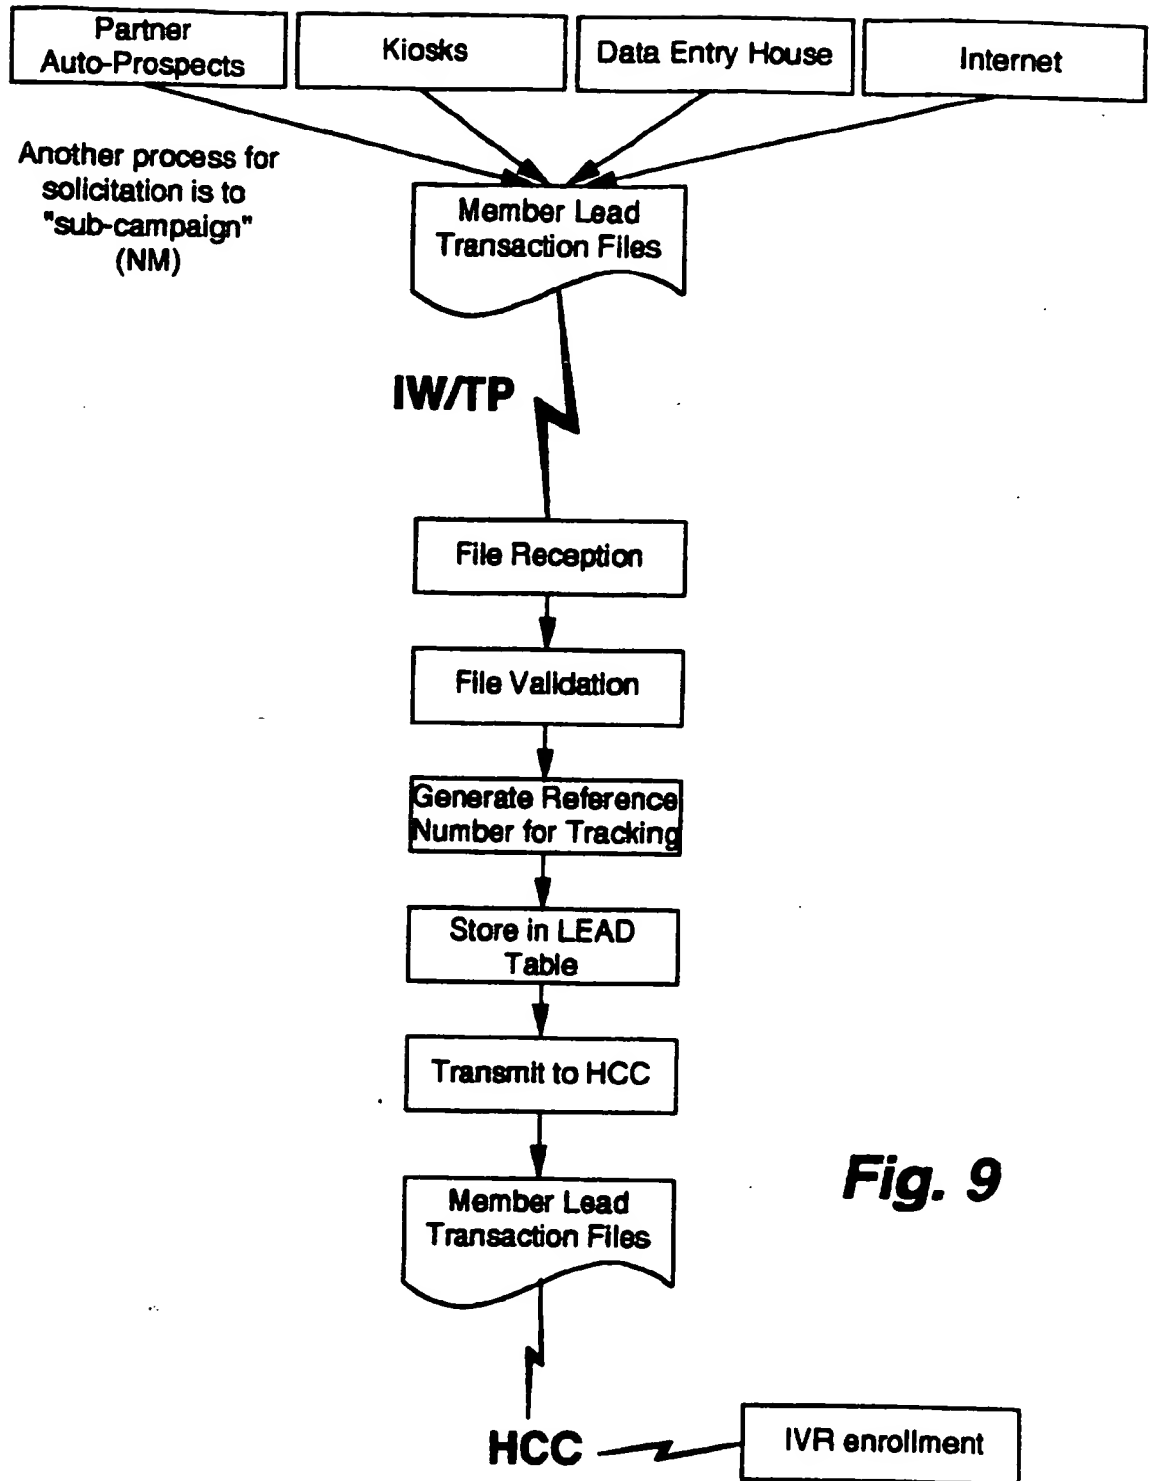 Partner
Auto-Prospects
Kiosks
Data Entry House
Internet
Another process for
solicitation is to
"sub-campaign"
(NM)
Member Lead
Transaction Files
IW/TP
File Reception
File Validation
Generate Reference
Number for Tracking
Store in LEAD
Table
Transmit to HCC
Member Lead
Transaction Files
Fig. 9
HCC
IVR enrollment